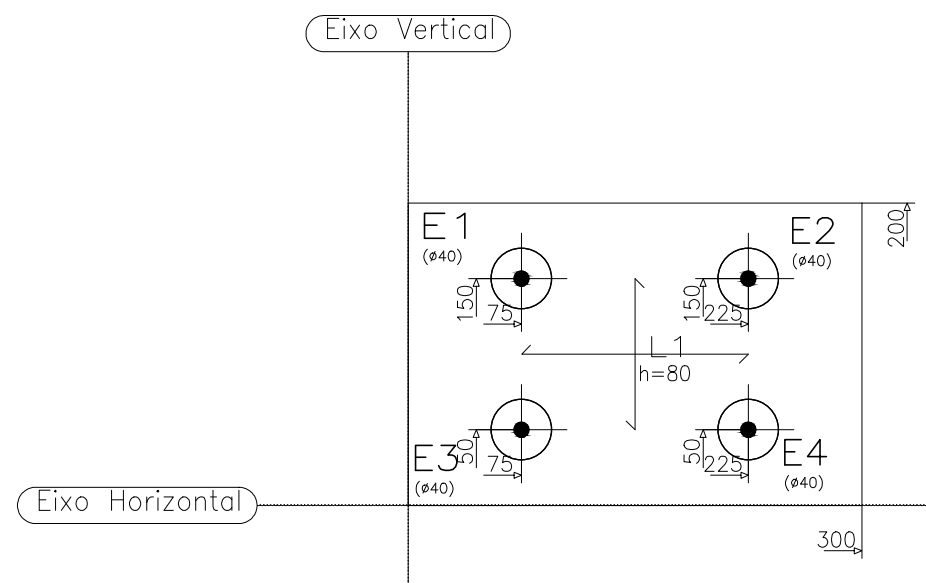 Eixo Vertical
200
E1
(ø40)
E2
(ø40)
150
75
150
225
L1
h=80
E3
(ø40)
50
75
50
225
E4
(ø40)
Eixo Horizontal
300